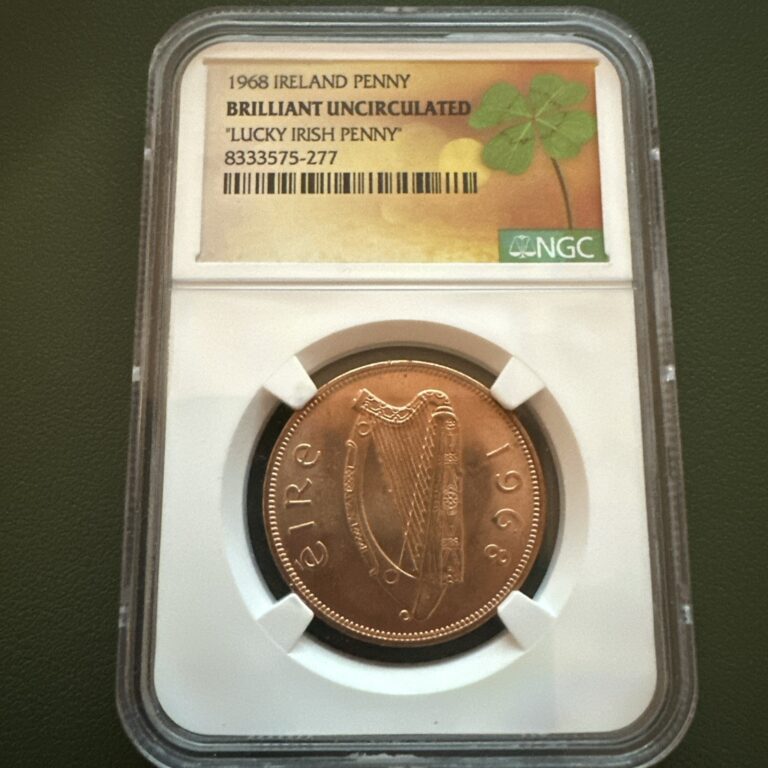 1968 IRELAND PENNY
BRILLIANT UNCIRCULATED
"LUCKY IRISH PENNY"
8333575-277
NGC
éire 1968